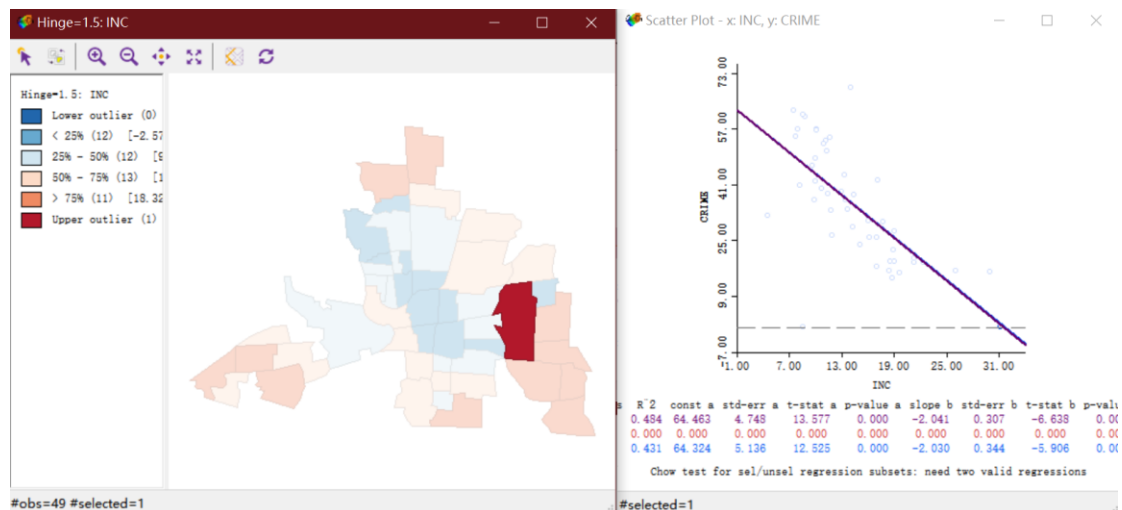 Hinge=1.5: INC
Hinge=1.5: INC
Lower outlier (0)
< 25% (12) [-2.57
25% - 50% (12) [9
50% - 75% (13) [1
> 75% (11) [18.32
Upper outlier (1)
#obs=49 #selected=1
Scatter Plot - x: INC, y: CRIME
73.00
57.00
41.00
25.00
9.00
-7.00
CRIME
-1.00 7.00 13.00 19.00 25.00 31.00
INC
s R^2 const a std-err a t-stat a p-value a slope b std-err b t-stat b p-valu
0.484 64.463 4.748 13.577 0.000 -2.041 0.307 -6.638 0.00
0.000 0.000 0.000 0.000 0.000 0.000 0.000 0.000 0.00
0.431 64.324 5.136 12.525 0.000 -2.030 0.344 -5.906 0.00
Chow test for sel/unsel regression subsets: need two valid regressions
#selected=1